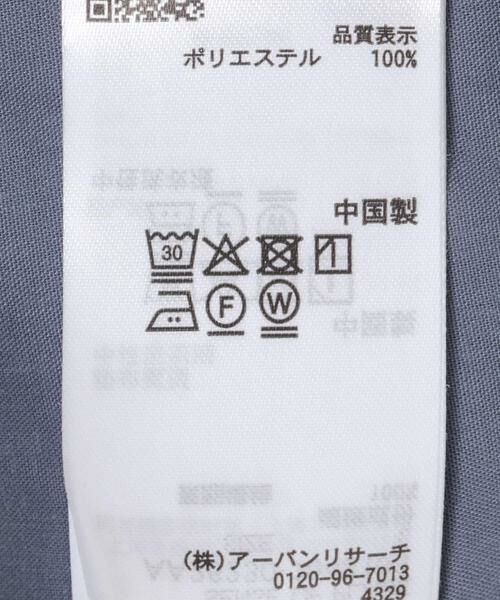 品質表示
ポリエステル 100%
中国製
30
F W
(株)アーバンリサーチ
0120-96-7013
4329